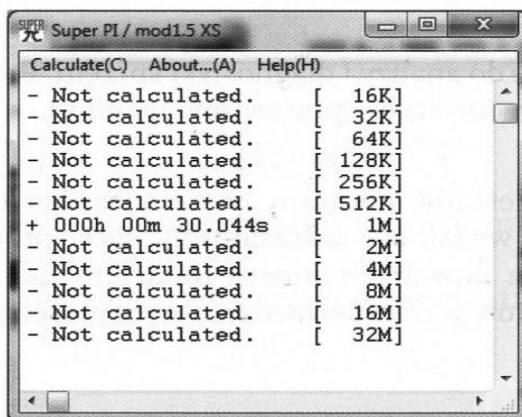 SUPER π Super PI / mod1.5 XS
Calculate(C) About...(A) Help(H)
- Not calculated. [ 16K]
- Not calculated. [ 32K]
- Not calculated. [ 64K]
- Not calculated. [ 128K]
- Not calculated. [ 256K]
- Not calculated. [ 512K]
+ 000h 00m 30.044s [ 1M]
- Not calculated. [ 2M]
- Not calculated. [ 4M]
- Not calculated. [ 8M]
- Not calculated. [ 16M]
- Not calculated. [ 32M]